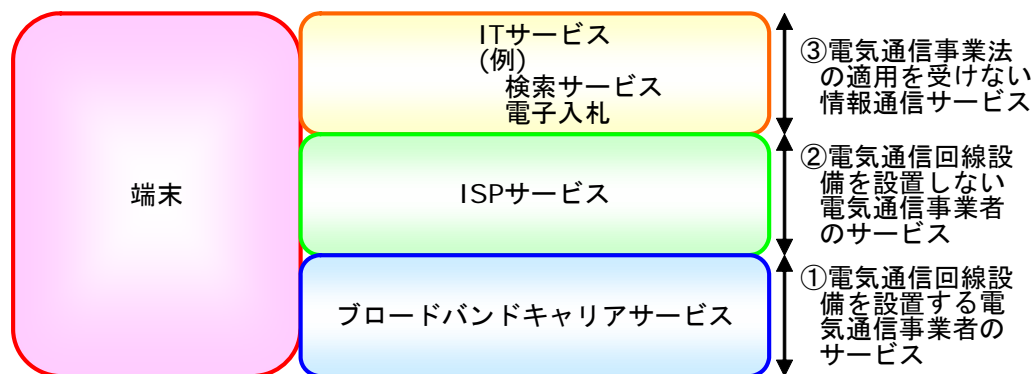 端末
ITサービス
(例)
検索サービス
電子入札
ISPサービス
ブロードバンドキャリアサービス
③電気通信事業法
の適用を受けない
情報通信サービス
②電気通信回線設
備を設置しない
電気通信事業者
のサービス
①電気通信回線設
備を設置する電
気通信事業者の
サービス